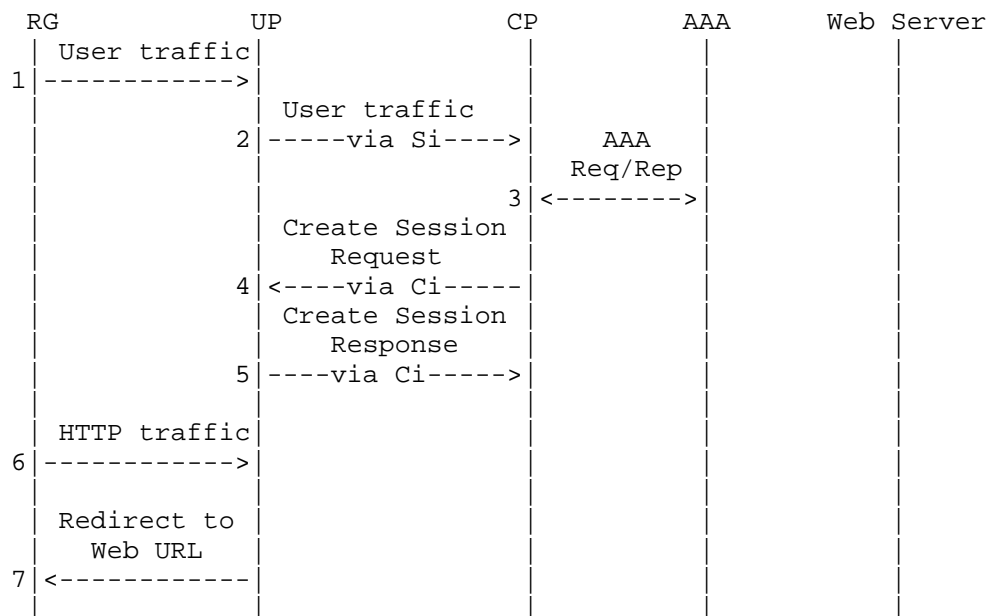 RG UP CP AAA Web Server
User traffic
1 ------------>
User traffic
2 -----via Si----> AAA
Req/Rep
3 <-------->
Create Session
Request
4 <----via Ci-----
Create Session
Response
5 ----via Ci----->
HTTP traffic
6 ------------>
Redirect to
Web URL
7 <------------